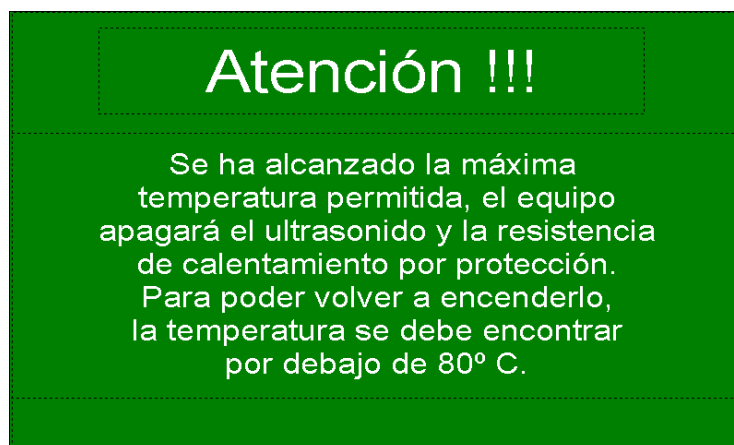 Atención !!!
Se ha alcanzado la máxima
temperatura permitida, el equipo
apagará el ultrasonido y la resistencia
de calentamiento por protección.
Para poder volver a encenderlo,
la temperatura se debe encontrar
por debajo de 80º C.